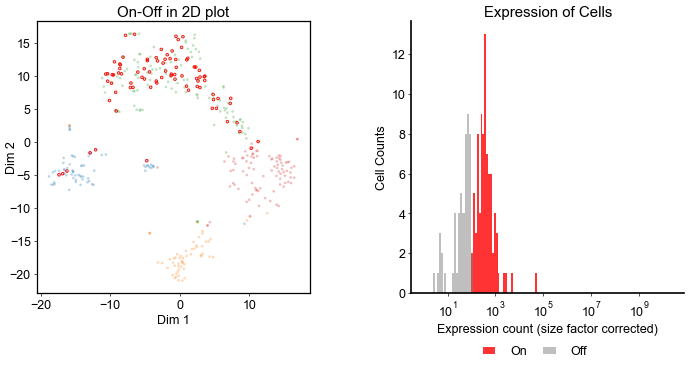 On-Off in 2D plot
15
10
5
0
−5
−10
−15
−20
Dim 2
−20 −10 0 10
Dim 1
Expression of Cells
12
10
8
6
4
2
0
Cell Counts
10^1 10^3 10^5 10^7 10^9
Expression count (size factor corrected)
On Off